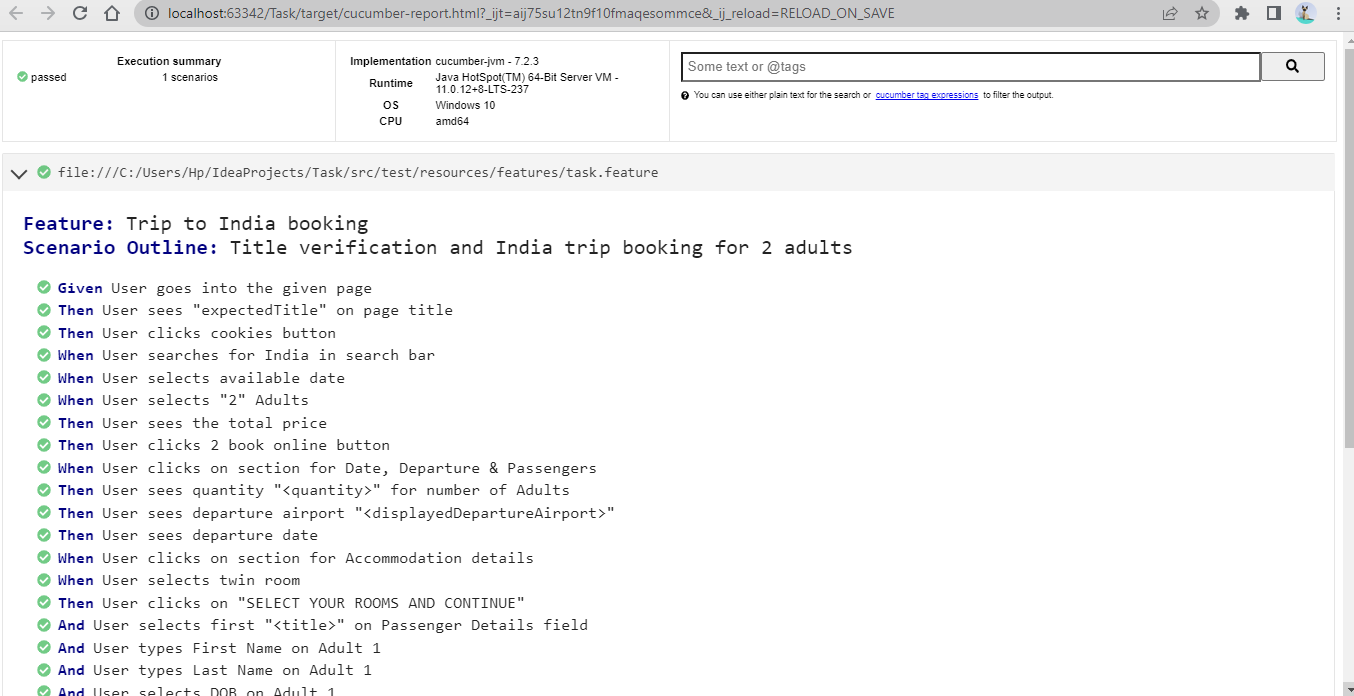 localhost:63342/Task/target/cucumber-report.html?_ijt=aij75su12tn9f10fmaqesommce&_ij_reload=RELOAD_ON_SAVE
passed
Execution summary
1 scenarios
Implementation cucumber-jvm - 7.2.3
Runtime Java HotSpot(TM) 64-Bit Server VM -
11.0.12+8-LTS-237
OS Windows 10
CPU amd64
Some text or @tags
You can use either plain text for the search or cucumber tag expressions to filter the output.
file:///C:/Users/Hp/IdeaProjects/Task/src/test/resources/features/task.feature
Feature: Trip to India booking
Scenario Outline: Title verification and India trip booking for 2 adults
Given User goes into the given page
Then User sees "expectedTitle" on page title
Then User clicks cookies button
When User searches for India in search bar
When User selects available date
When User selects "2" Adults
Then User sees the total price
Then User clicks 2 book online button
When User clicks on section for Date, Departure & Passengers
Then User sees quantity "<quantity>" for number of Adults
Then User sees departure airport "<displayedDepartureAirport>"
Then User sees departure date
When User clicks on section for Accommodation details
When User selects twin room
Then User clicks on "SELECT YOUR ROOMS AND CONTINUE"
And User selects first "<title>" on Passenger Details field
And User types First Name on Adult 1
And User types Last Name on Adult 1
And User selects DOB on Adult 1